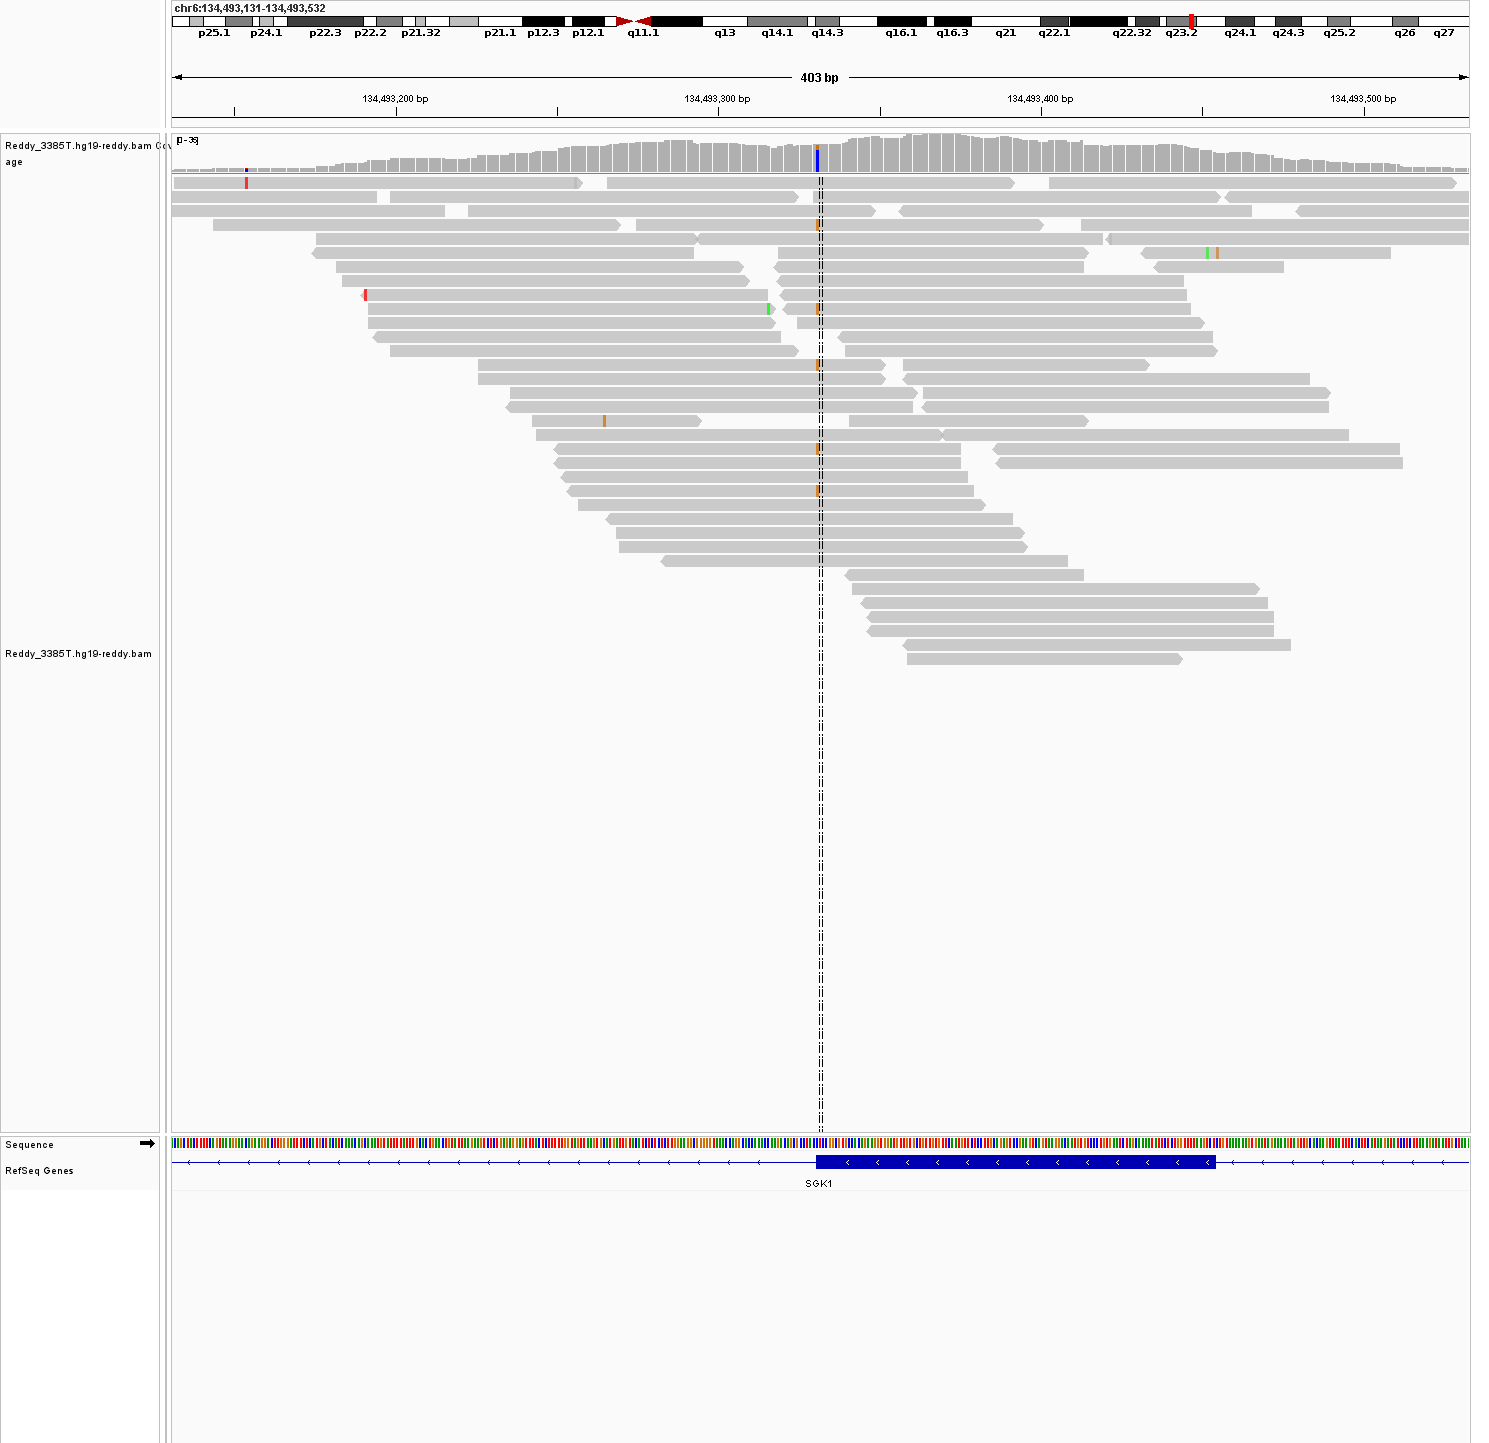 chr6:134,493,131-134,493,532
p25.1 p24.1 p22.3 p22.2 p21.32 p21.1 p12.3 p12.1 q11.1 q13 q14.1 q14.3 q16.1 q16.3 q21 q22.1 q22.32 q23.2 q24.1 q24.3 q25.2 q26 q27
403 bp
134,493,200 bp 134,493,300 bp 134,493,400 bp 134,493,500 bp
Reddy_3385T.hg19-reddy.bam Cov
age
Reddy_3385T.hg19-reddy.bam
Sequence
RefSeq Genes
SGK1